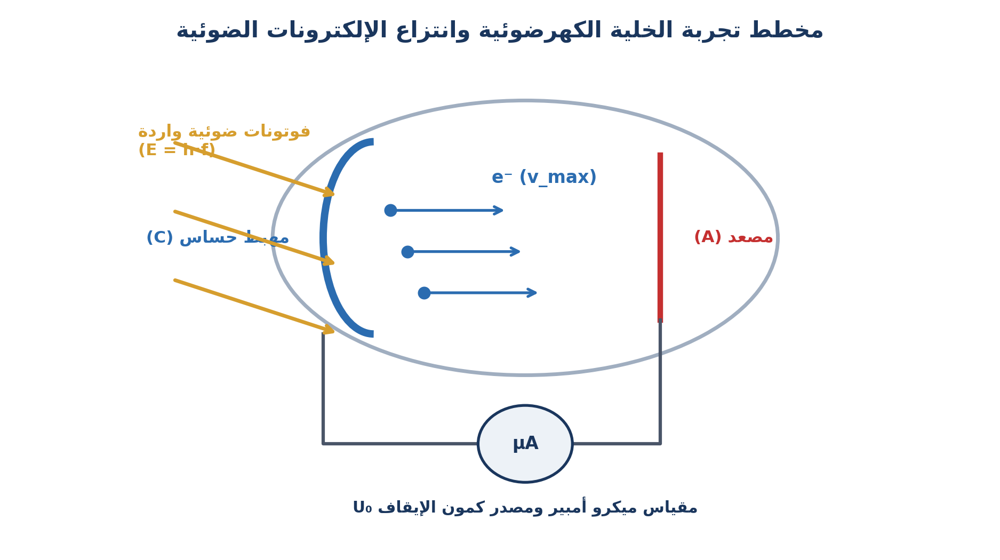 مخطط تجربة الخلية الكهرضوئية وانتزاع الإلكترونات الضوئية
فوتونات ضوئية واردة
(E = h·f)
e⁻ (v_max)
مهبط حساس (C)
مصعد (A)
μA
مقياس ميكرو أمبير ومصدر كمون الإيقاف U₀